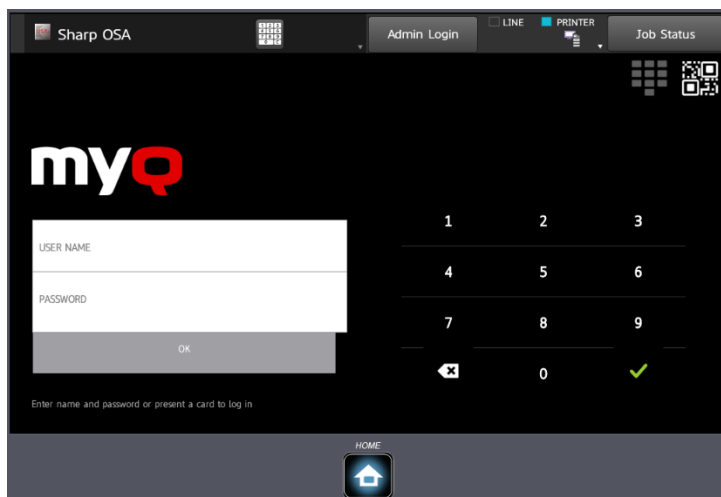 Sharp OSA
Admin Login
LINE
PRINTER
Job Status
myQ
USER NAME
PASSWORD
OK
Enter name and password or present a card to log in
1 2 3
4 5 6
7 8 9
0
HOME